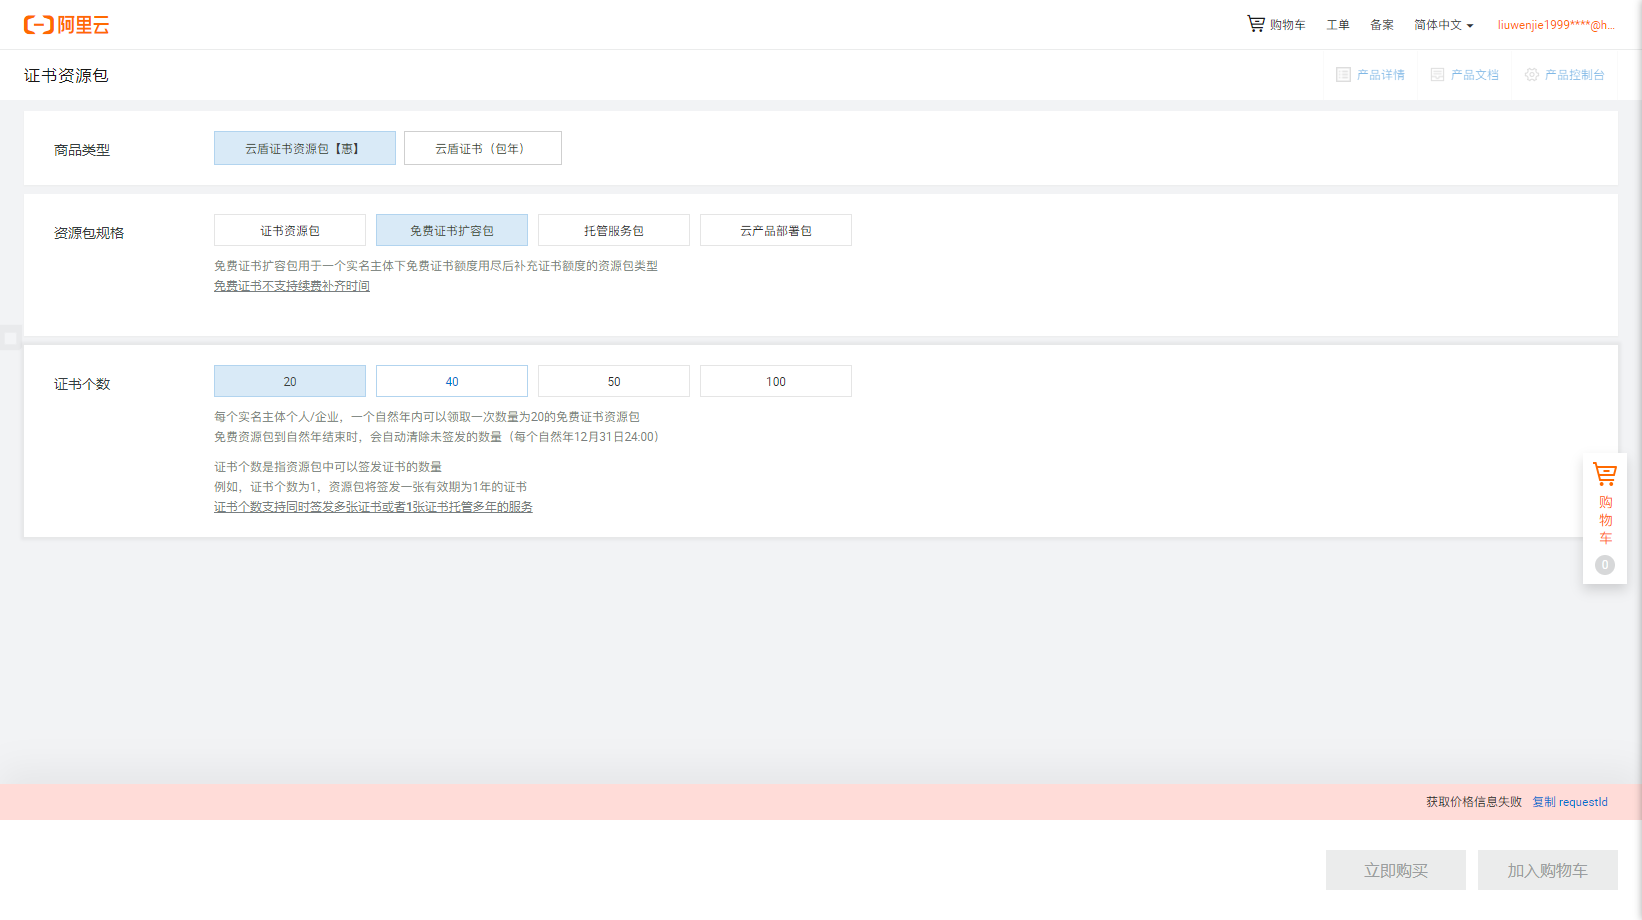 阿里云
购物车 工单 备案 简体中文 liuwenjie1999****@h...
证书资源包 产品详情 产品文档 产品控制台
商品类型 云盾证书资源包【惠】 云盾证书（包年）
资源包规格 证书资源包 免费证书扩容包 托管服务包 云产品部署包
免费证书扩容包用于一个实名主体下免费证书额度用尽后补充证书额度的资源包类型
免费证书不支持续费补齐时间
证书个数 20 40 50 100
每个实名主体个人/企业，一个自然年内可以领取一次数量为20的免费证书资源包
免费资源包到自然年结束时，会自动清除未签发的数量（每个自然年12月31日24:00）
证书个数是指资源包中可以签发证书的数量
例如，证书个数为1，资源包将签发一张有效期为1年的证书
证书个数支持同时签发多张证书或者1张证书托管多年的服务
购
物
车
0
获取价格信息失败 复制 requestId
立即购买 加入购物车